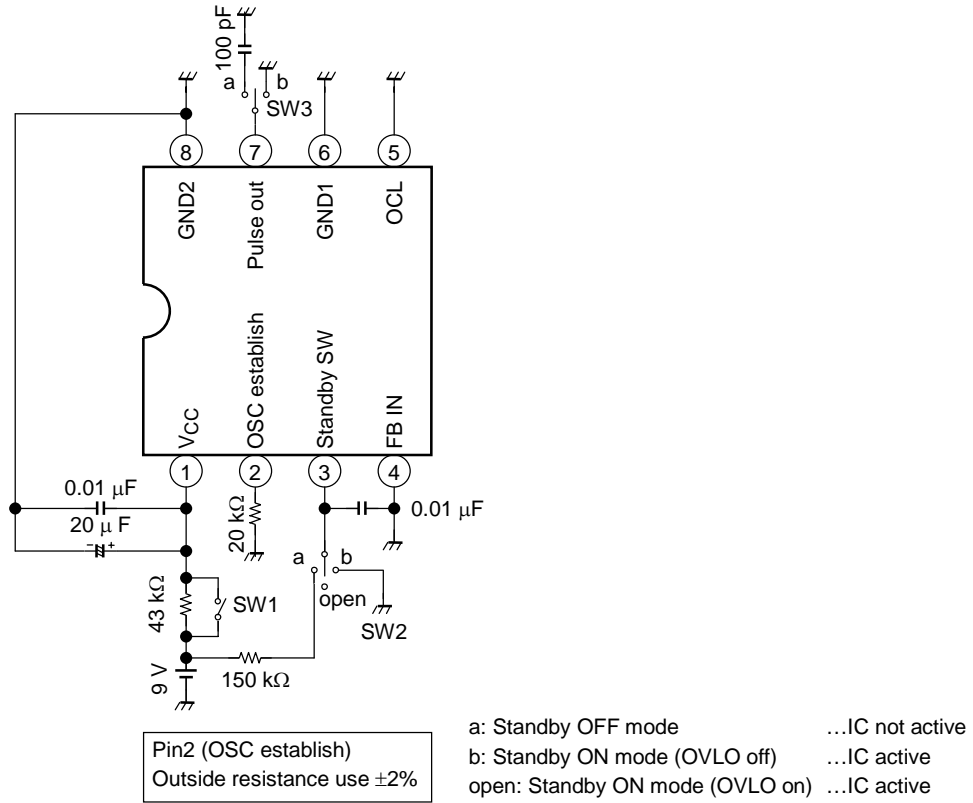 100 pF
a b
SW3
8 7 6 5
GND2 Pulse out GND1 OCL
VCC OSC establish Standby SW FB IN
1 2 3 4
0.01 μF
20 μ F
− +
20 kΩ
0.01 μF
a b
open
SW2
43 kΩ
SW1
9 V
150 kΩ
Pin2 (OSC establish)
Outside resistance use ±2%
a: Standby OFF mode …IC not active
b: Standby ON mode (OVLO off) …IC active
open: Standby ON mode (OVLO on) …IC active